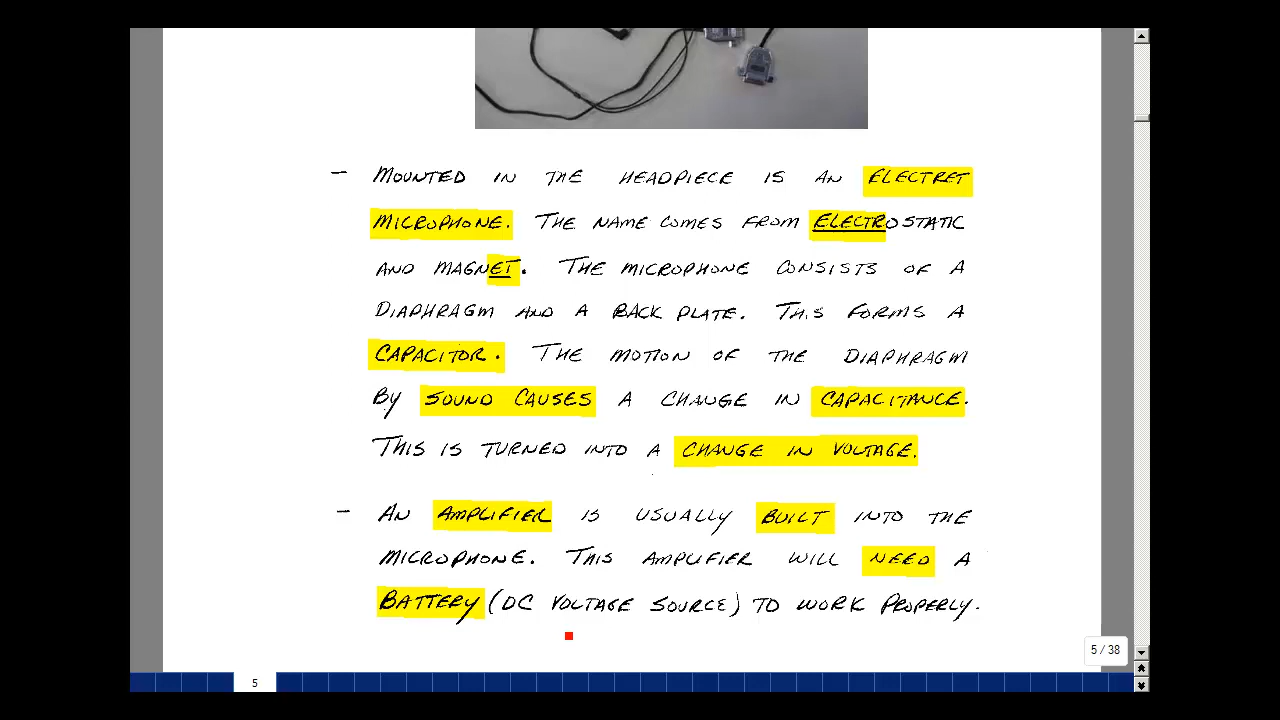 - MOUNTED IN THE HEADPIECE IS AN ELECTRET
MICROPHONE. THE NAME COMES FROM ELECTROSTATIC
AND MAGNET. THE MICROPHONE CONSISTS OF A
DIAPHRAGM AND A BACK PLATE. THIS FORMS A
CAPACITOR. THE MOTION OF THE DIAPHRAGM
BY SOUND CAUSES A CHANGE IN CAPACITANCE.
THIS IS TURNED INTO A CHANGE IN VOLTAGE.
- AN AMPLIFIER IS USUALLY BUILT INTO THE
MICROPHONE. THIS AMPLIFIER WILL NEED A
BATTERY (DC VOLTAGE SOURCE) TO WORK PROPERLY.
5 / 38
5